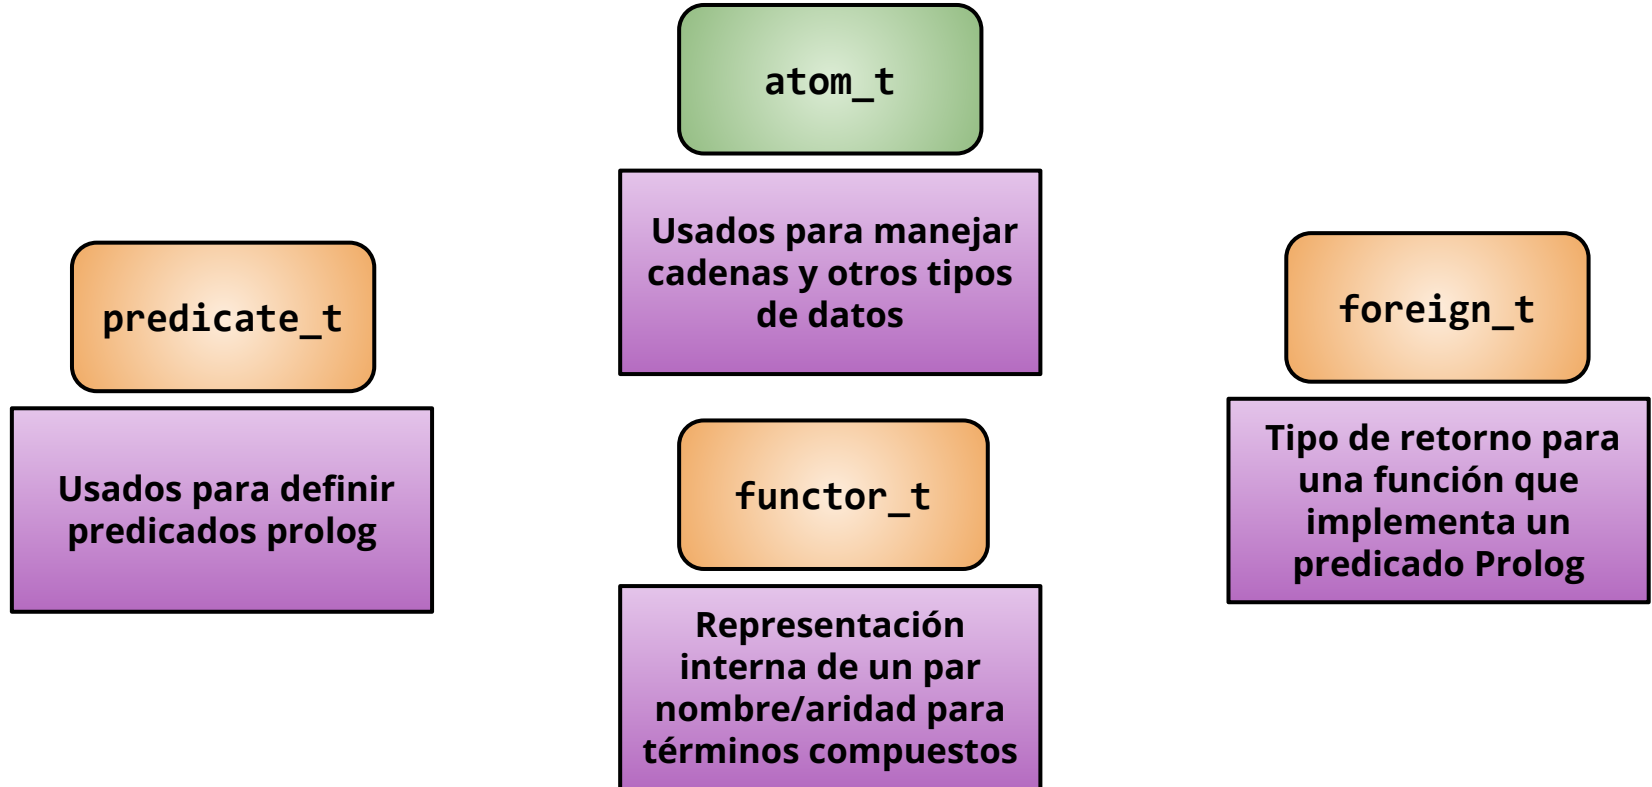 atom_t
Usados para manejar
cadenas y otros tipos
de datos
predicate_t
Usados para definir
predicados prolog
functor_t
Representación
interna de un par
nombre/aridad para
términos compuestos
foreign_t
Tipo de retorno para
una función que
implementa un
predicado Prolog